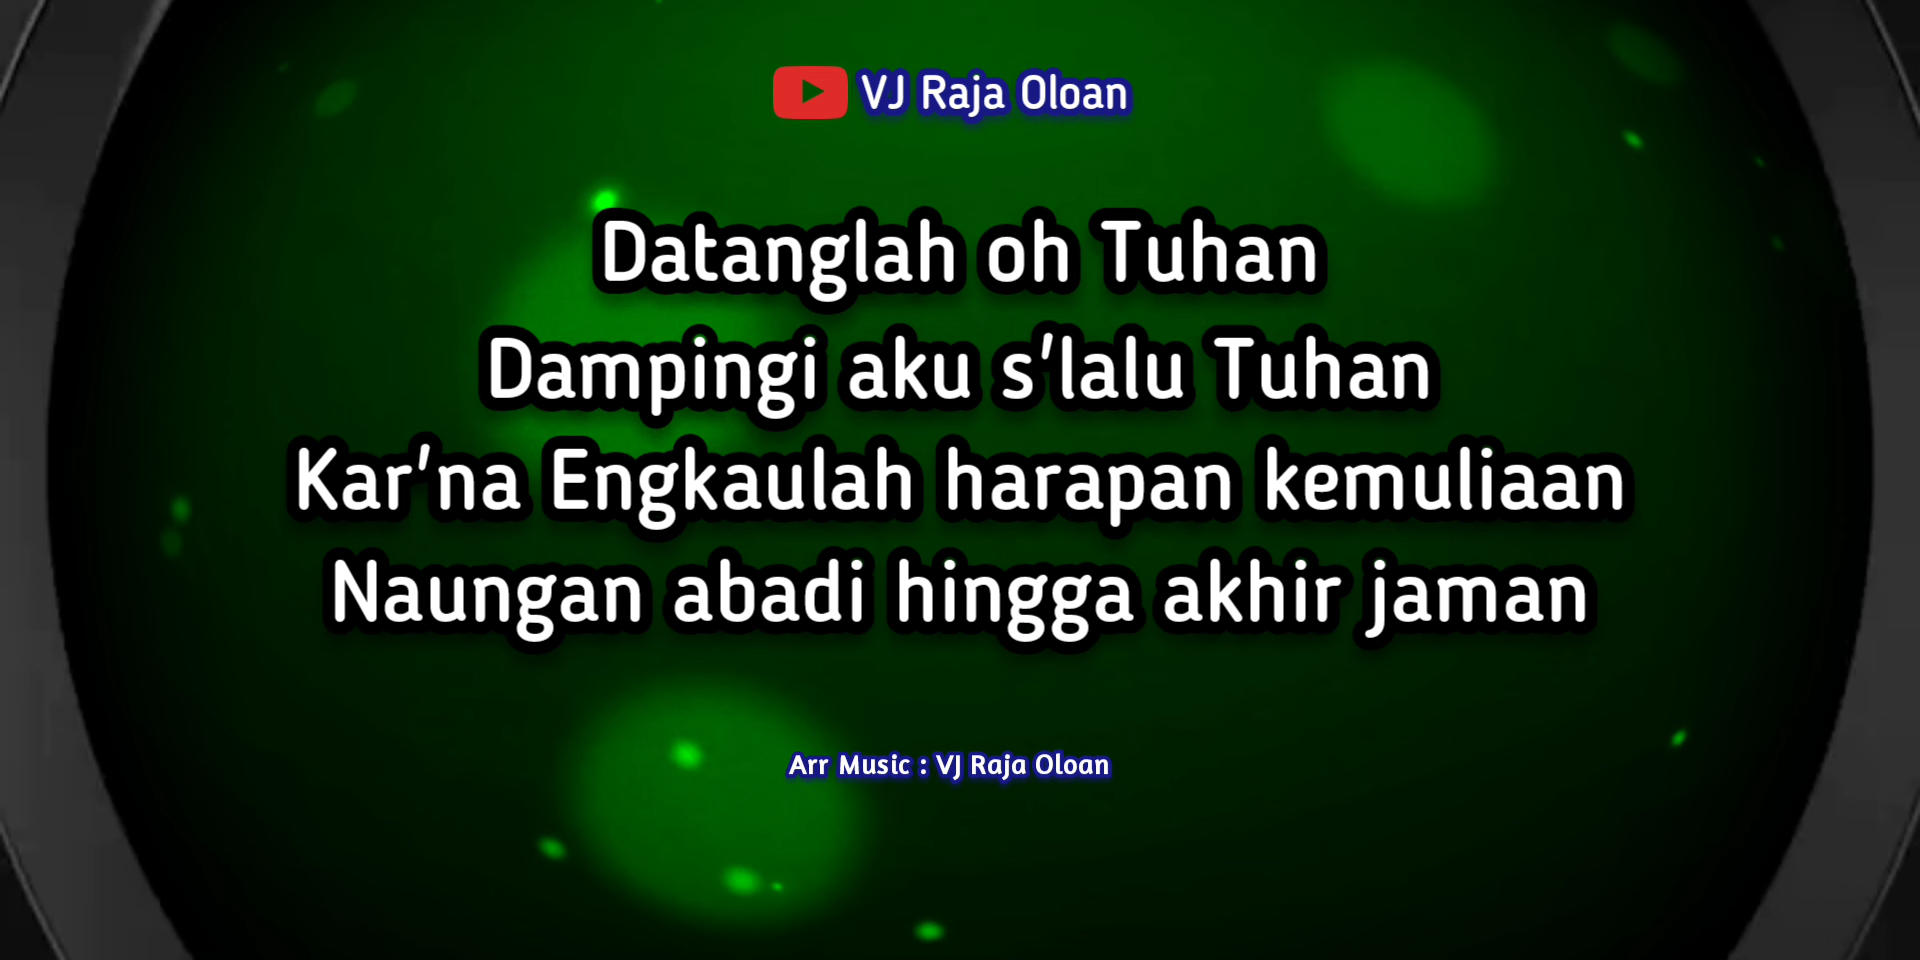 VJ Raja Oloan
Datanglah oh Tuhan
Dampingi aku s'lalu Tuhan
Kar'na Engkaulah harapan kemuliaan
Naungan abadi hingga akhir jaman
Arr Music : VJ Raja Oloan